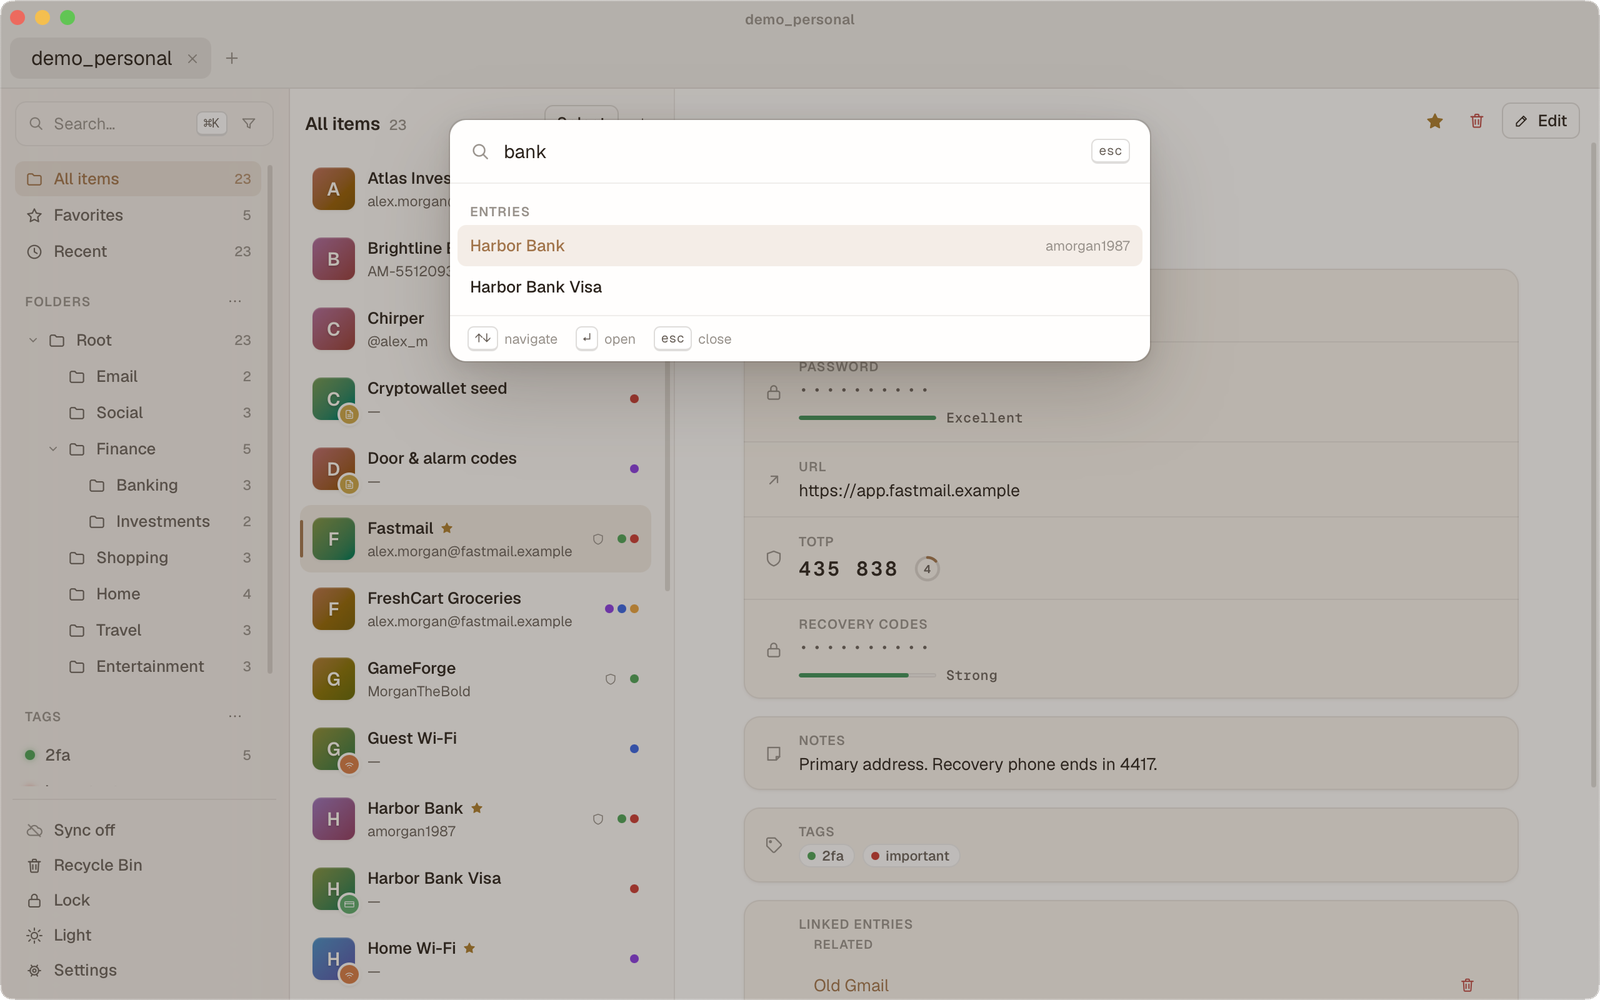 demo_personal
demo_personal
Search...
⌘K
All items 23
Favorites 5
Recent 23
FOLDERS
Root 23
Email 2
Social 3
Finance 5
Banking 3
Investments 2
Shopping 3
Home 4
Travel 3
Entertainment 3
TAGS
2fa 5
Sync off
Recycle Bin
Lock
Light
Settings
All items 23
A
Atlas Inves
alex.morgan
B
Brightline
AM-5512093
C
Chirper
@alex_m
C
Cryptowallet seed
—
D
Door & alarm codes
—
F
Fastmail
alex.morgan@fastmail.example
F
FreshCart Groceries
alex.morgan@fastmail.example
G
GameForge
MorganTheBold
G
Guest Wi-Fi
—
H
Harbor Bank
amorgan1987
H
Harbor Bank Visa
—
H
Home Wi-Fi
—
bank
esc
ENTRIES
Harbor Bank amorgan1987
Harbor Bank Visa
↑↓ navigate ↵ open esc close
Edit
PASSWORD
• • • • • • • • • •
Excellent
URL
https://app.fastmail.example
TOTP
435 838 4
RECOVERY CODES
• • • • • • • • • •
Strong
NOTES
Primary address. Recovery phone ends in 4417.
TAGS
2fa important
LINKED ENTRIES
RELATED
Old Gmail